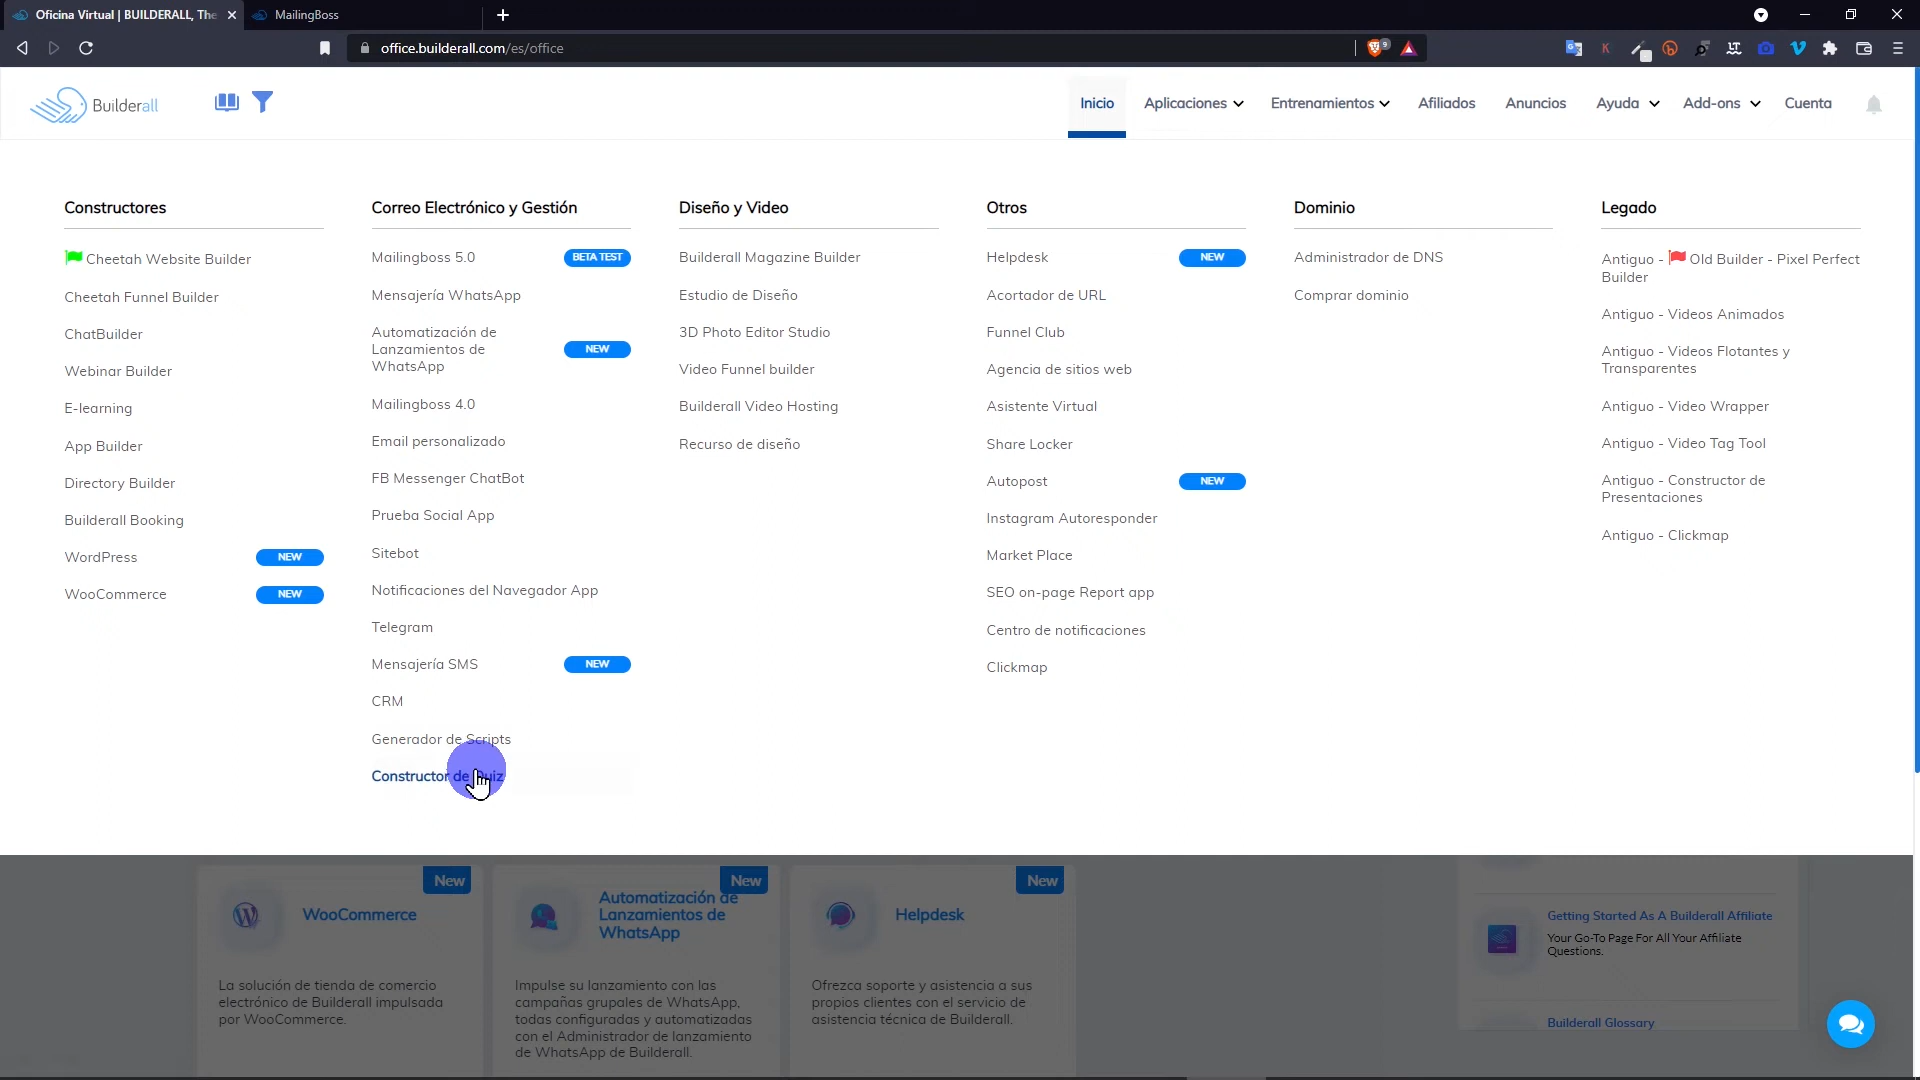 Oficina Virtual | BUILDERALL, The
MailingBoss
office.builderall.com/es/office
9
Builderall
Inicio
Aplicaciones
Entrenamientos
Afiliados
Anuncios
Ayuda
Add-ons
Cuenta
Constructores
Cheetah Website Builder
Cheetah Funnel Builder
ChatBuilder
Webinar Builder
E-learning
App Builder
Directory Builder
Builderall Booking
WordPress NEW
WooCommerce NEW
Correo Electrónico y Gestión
Mailingboss 5.0 BETA TEST
Mensajería WhatsApp
Automatización de
Lanzamientos de NEW
WhatsApp
Mailingboss 4.0
Email personalizado
FB Messenger ChatBot
Prueba Social App
Sitebot
Notificaciones del Navegador App
Telegram
Mensajería SMS NEW
CRM
Generador de Scripts
Constructor de Quiz
Diseño y Video
Builderall Magazine Builder
Estudio de Diseño
3D Photo Editor Studio
Video Funnel builder
Builderall Video Hosting
Recurso de diseño
Otros
Helpdesk NEW
Acortador de URL
Funnel Club
Agencia de sitios web
Asistente Virtual
Share Locker
Autopost NEW
Instagram Autoresponder
Market Place
SEO on-page Report app
Centro de notificaciones
Clickmap
Dominio
Administrador de DNS
Comprar dominio
Legado
Antiguo - Old Builder - Pixel Perfect
Builder
Antiguo - Videos Animados
Antiguo - Videos Flotantes y
Transparentes
Antiguo - Video Wrapper
Antiguo - Video Tag Tool
Antiguo - Constructor de
Presentaciones
Antiguo - Clickmap
New
WooCommerce
La solución de tienda de comercio
electrónico de Builderall impulsada
por WooCommerce.
New
Automatización de
Lanzamientos de
WhatsApp
Impulse su lanzamiento con las
campañas grupales de WhatsApp,
todas configuradas y automatizadas
con el Administrador de lanzamiento
de WhatsApp de Builderall.
New
Helpdesk
Ofrezca soporte y asistencia a sus
propios clientes con el servicio de
asistencia técnica de Builderall.
Getting Started As A Builderall Affiliate
Your Go-To Page For All Your Affiliate
Questions.
Builderall Glossary